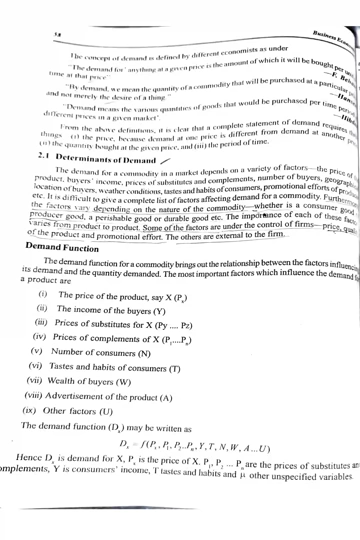 58
Business Econo
The concept of demand is defined by different economists as under
"The demand for anything at a given price is the amount of which it will be bought per unit
time at that price"
"By demand, we mean the quantity of a commodity that will be purchased at a particular
and not merely the desire of a thing"
"Demand means the various quantities of goods that would be purchased per time
different prices in a given market".
From the above definitions, it is clear that a complete statement of demand requires
things (i) the price, because demand at one price is different from demand at another
(ii) the quantity bought at the given price, and (iii) the period of time.
2.1 Determinants of Demand
The demand for a commodity in a market depends on a variety of factors—the price of
product, buyers' income, prices of substitutes and complements, number of buyers, geograph
location of buyers, weather conditions, tastes and habits of consumers, promotional efforts of
etc. It is difficult to give a complete list of factors affecting demand for a commodity. Furthermo
the factors vary depending on the nature of the commodity—whether is a consumer good
producer good, a perishable good or durable good etc. The importance of each of these fac
varies from product to product. Some of the factors are under the control of firms—price, qual
of the product and promotional effort. The others are external to the firm.
Demand Function
The demand function for a commodity brings out the relationship between the factors influencing
its demand and the quantity demanded. The most important factors which influence the demand
a product are
(i) The price of the product, say X (Pₓ)
(ii) The income of the buyers (Y)
(iii) Prices of substitutes for X (Py .... Pz)
(iv) Prices of complements of X (P₁....Pₙ)
(v) Number of consumers (N)
(vi) Tastes and habits of consumers (T)
(vii) Wealth of buyers (W)
(viii) Advertisement of the product (A)
(ix) Other factors (U)
The demand function (Dₓ) may be written as
Dₓ = f(Pₓ, P₁, P₂..Pₙ, Y, T, N, W, A...U)
Hence Dₓ is demand for X, Pₓ is the price of X. P₁, P₂ ... Pₙ are the prices of substitutes an
omplements, Y is consumers' income, T tastes and habits and μ other unspecified variables.